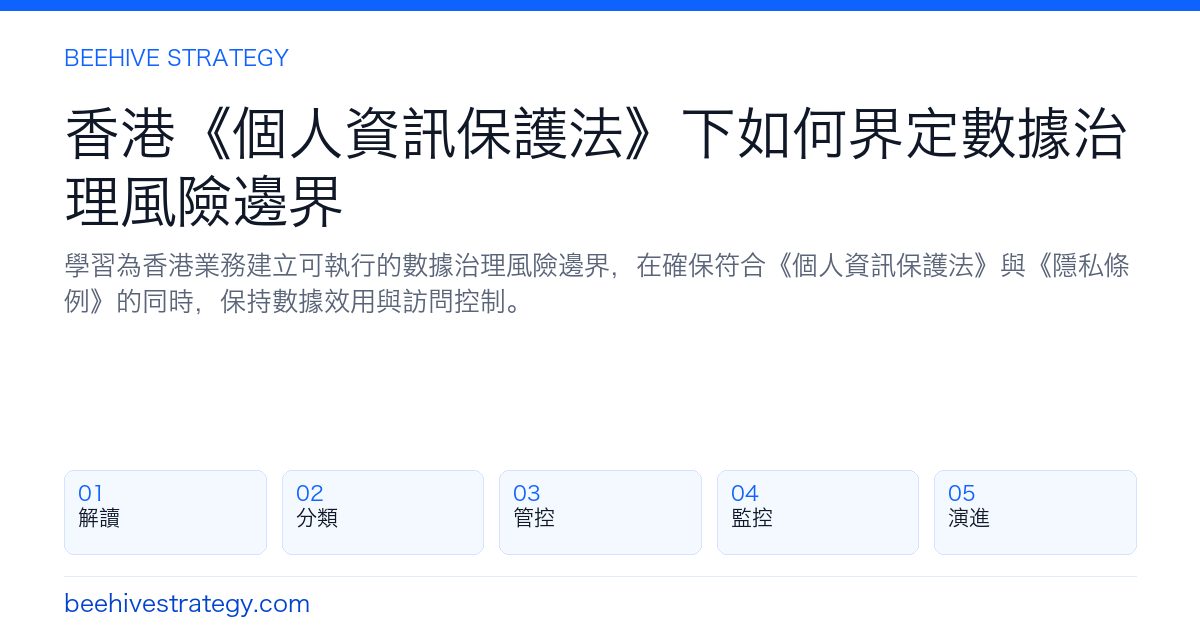 BEEHIVE STRATEGY
香港《個人資訊保護法》下如何界定數據治
理風險邊界
學習為香港業務建立可執行的數據治理風險邊界，在確保符合《個人資訊保護法》與《隱私條
例》的同時，保持數據效用與訪問控制。
01
解讀
02
分類
03
管控
04
監控
05
演進
beehivestrategy.com